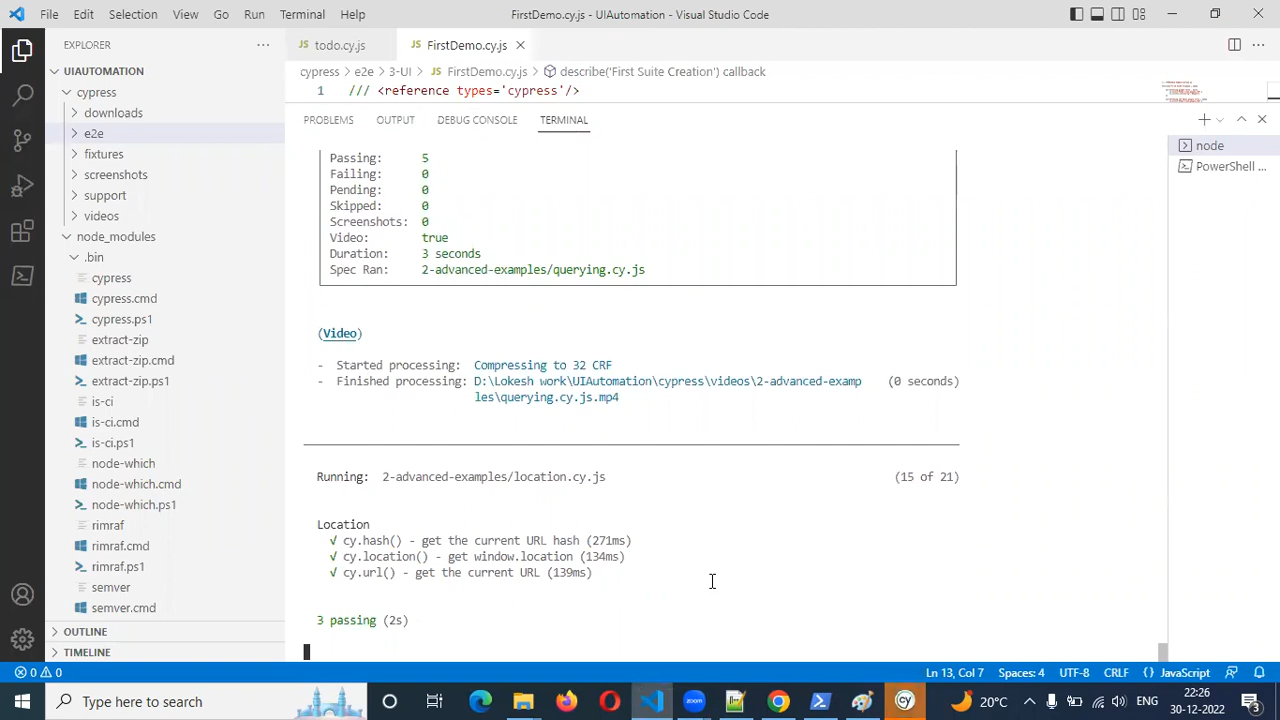 File Edit Selection View Go Run Terminal Help FirstDemo.cy.js - UIAutomation - Visual Studio Code
EXPLORER
UIAUTOMATION
cypress
downloads
e2e
fixtures
screenshots
support
videos
node_modules
.bin
cypress
cypress.cmd
cypress.ps1
extract-zip
extract-zip.cmd
extract-zip.ps1
is-ci
is-ci.cmd
is-ci.ps1
node-which
node-which.cmd
node-which.ps1
rimraf
rimraf.cmd
rimraf.ps1
semver
semver.cmd
OUTLINE
TIMELINE
JS todo.cy.js JS FirstDemo.cy.js
cypress > e2e > 3-UI > JS FirstDemo.cy.js > describe('First Suite Creation') callback
1 /// <reference types='cypress'/>
PROBLEMS OUTPUT DEBUG CONSOLE TERMINAL
node
PowerShell ...
Passing: 5
Failing: 0
Pending: 0
Skipped: 0
Screenshots: 0
Video: true
Duration: 3 seconds
Spec Ran: 2-advanced-examples/querying.cy.js
(Video)
- Started processing: Compressing to 32 CRF
- Finished processing: D:\Lokesh work\UIAutomation\cypress\videos\2-advanced-examp (0 seconds)
les\querying.cy.js.mp4
Running: 2-advanced-examples/location.cy.js (15 of 21)
Location
√ cy.hash() - get the current URL hash (271ms)
√ cy.location() - get window.location (134ms)
√ cy.url() - get the current URL (139ms)
3 passing (2s)
0 0 Ln 13, Col 7 Spaces: 4 UTF-8 CRLF {} JavaScript
Type here to search
zoom
cy
20°C
ENG
22:26
30-12-2022
3